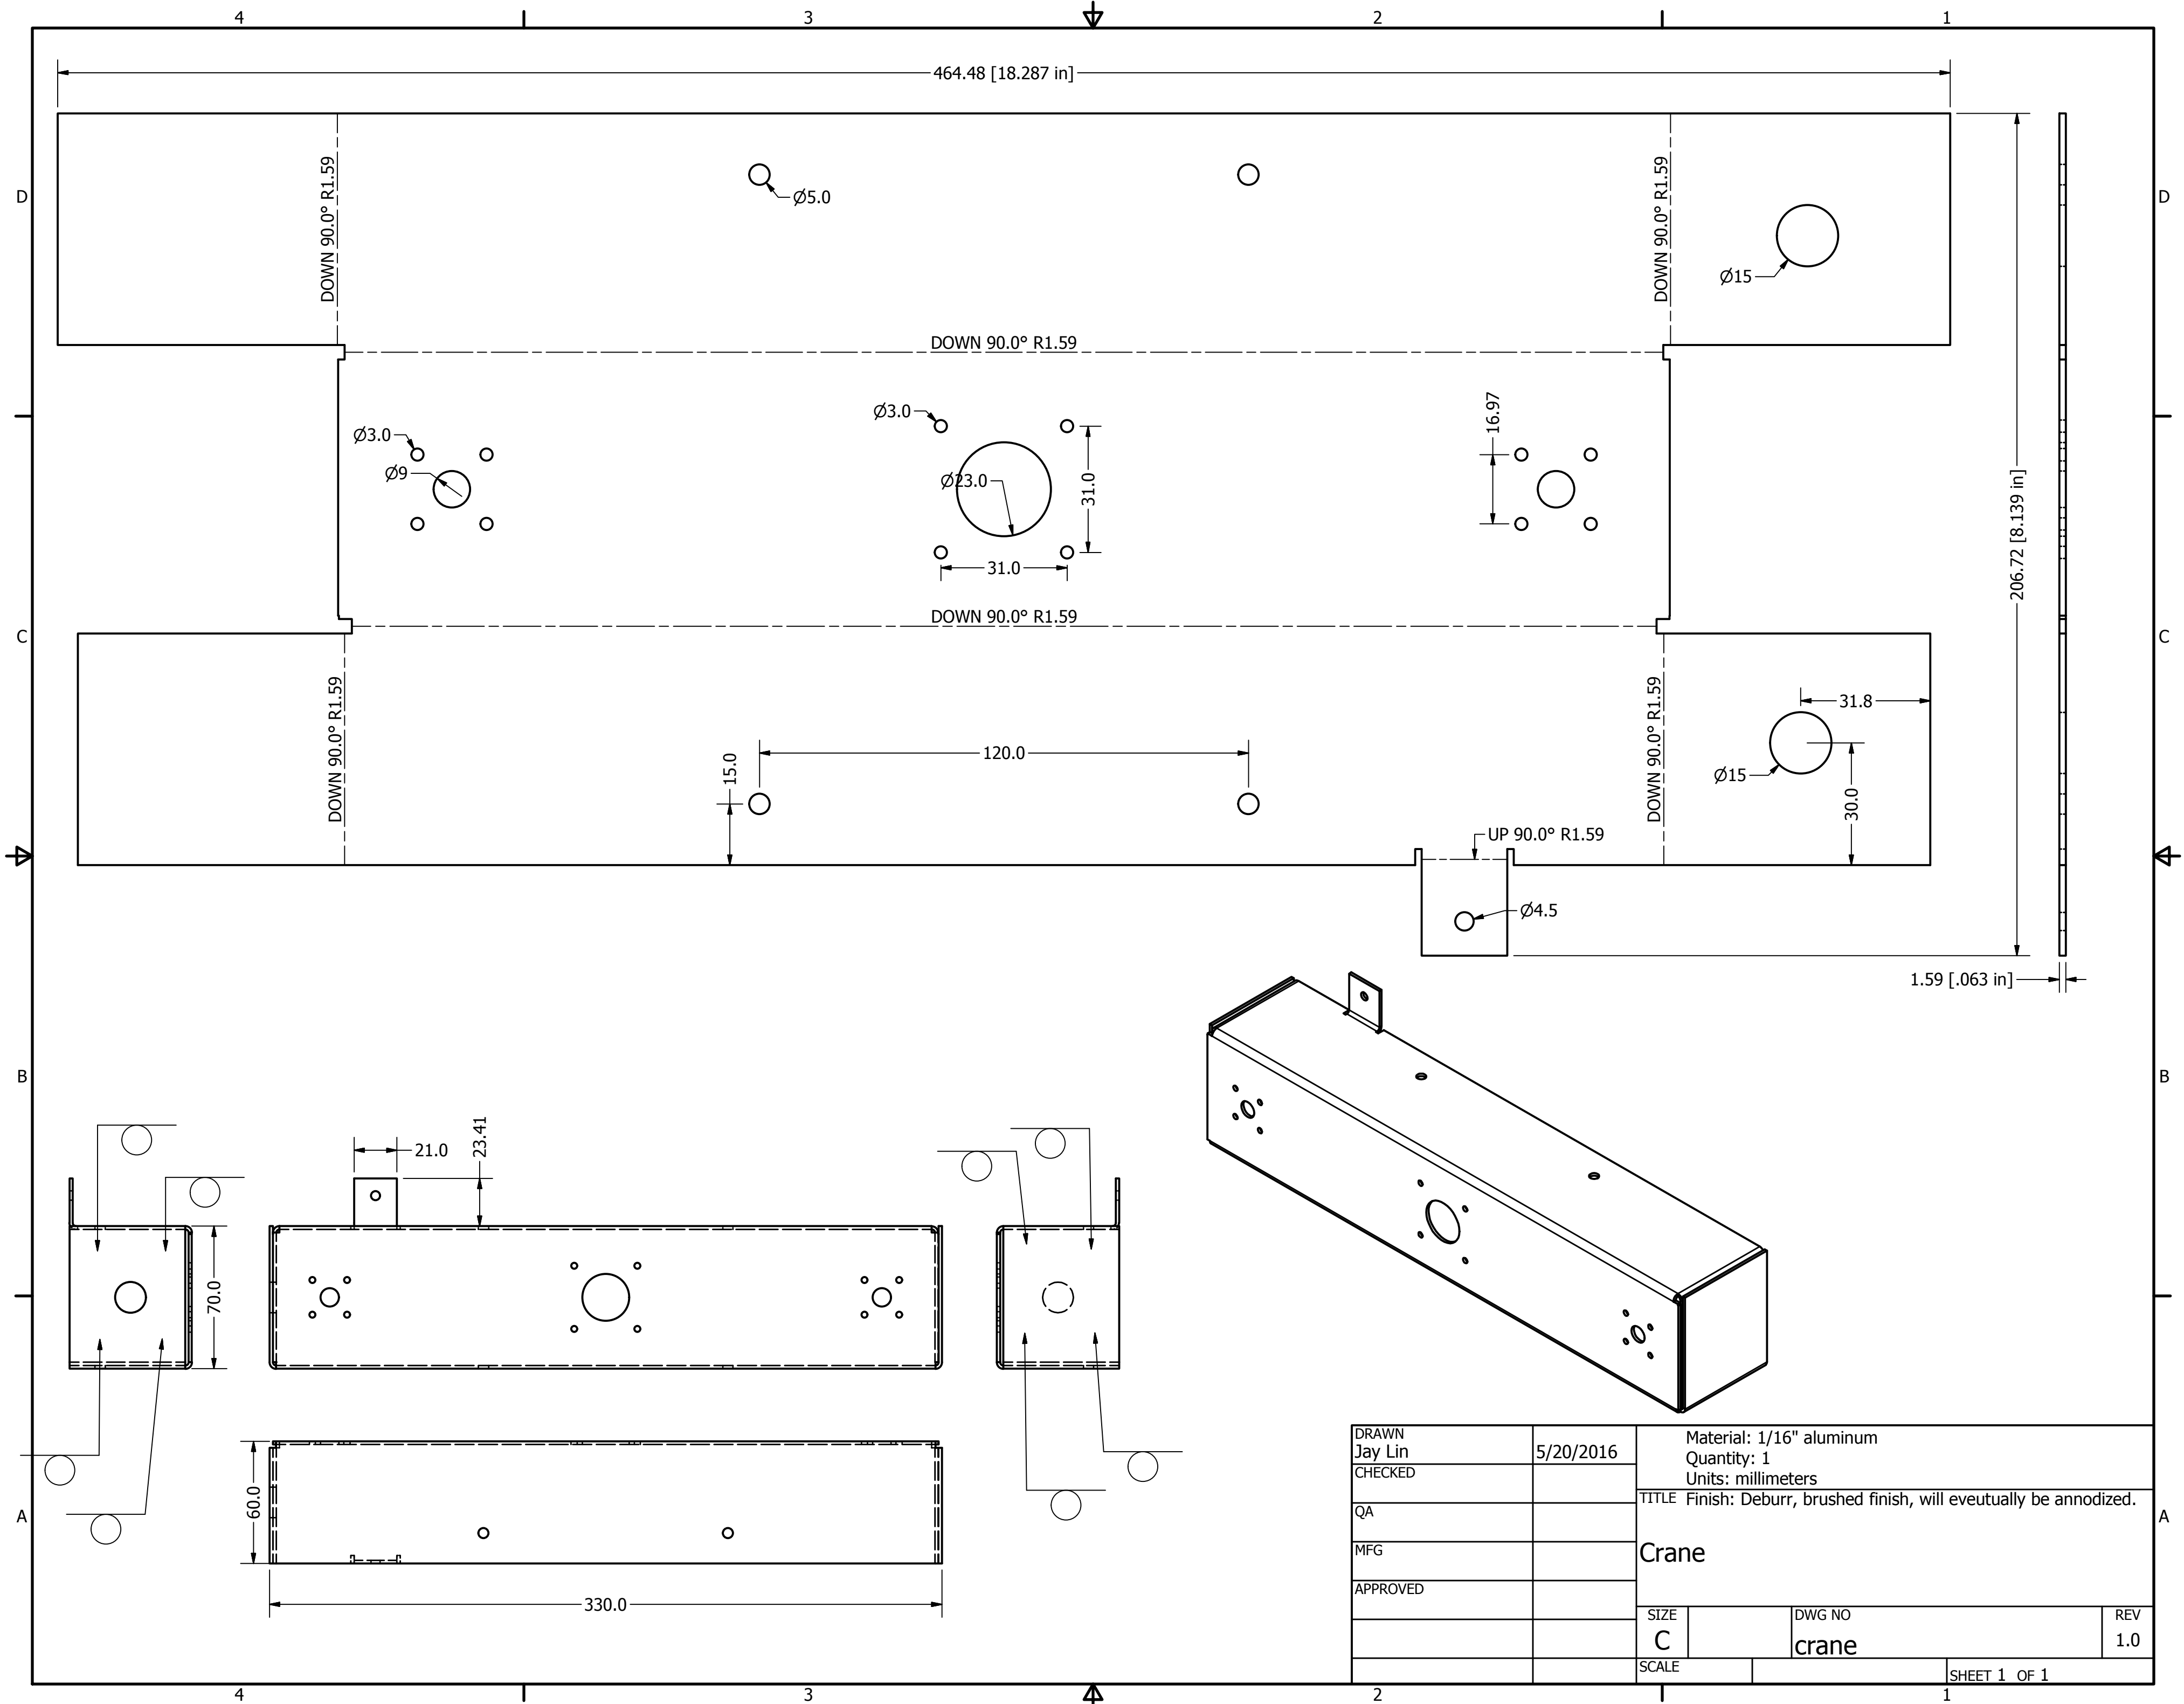 4 3 2 1
464.48 [18.287 in]
D
D
DOWN 90.0° R1.59
DOWN 90.0° R1.59
Ø5.0
Ø15
DOWN 90.0° R1.59
Ø3.0
Ø9
Ø3.0
Ø23.0
31.0
31.0
16.97
206.72 [8.139 in]
DOWN 90.0° R1.59
C
C
DOWN 90.0° R1.59
DOWN 90.0° R1.59
31.8
120.0
15.0
Ø15
30.0
UP 90.0° R1.59
Ø4.5
1.59 [.063 in]
B
B
21.0
23.41
70.0
60.0
330.0
A
A
DRAWN
Jay Lin
5/20/2016
CHECKED
QA
MFG
APPROVED
Material: 1/16" aluminum
Quantity: 1
Units: millimeters
TITLE Finish: Deburr, brushed finish, will eveutually be annodized.
Crane
SIZE
C
DWG NO
crane
REV
1.0
SCALE
SHEET 1 OF 1
4 3 2 1